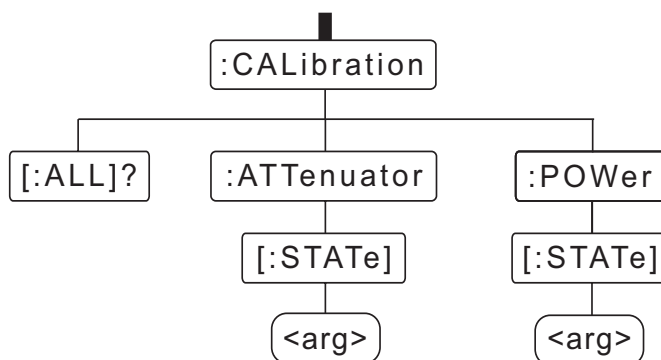 :CALibration
[:ALL]? :ATTenuator :POWer
[:STATe] [:STATe]
<arg> <arg>